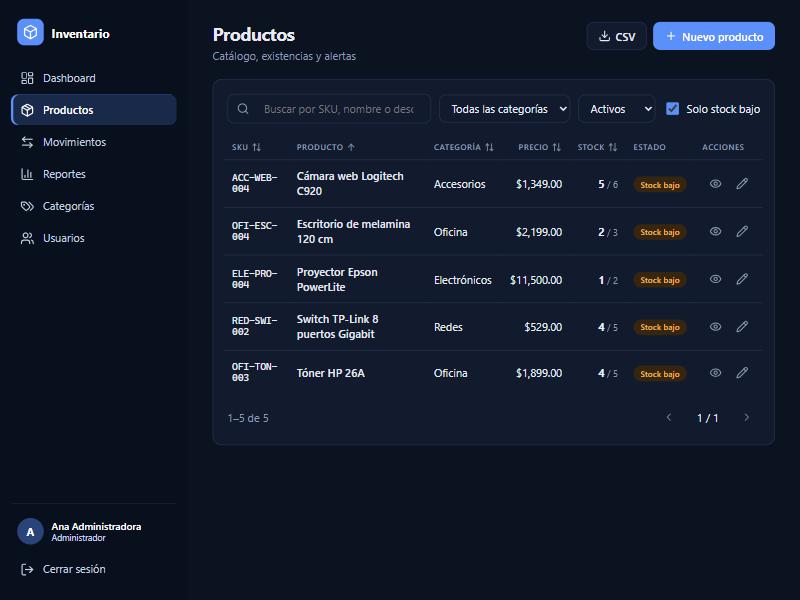 Inventario
Dashboard
Productos
Movimientos
Reportes
Categorías
Usuarios
A
Ana Administradora
Administrador
Cerrar sesión
Productos
Catálogo, existencias y alertas
CSV
Nuevo producto
Buscar por SKU, nombre o desc
Todas las categorías
Activos
Solo stock bajo
SKU PRODUCTO CATEGORÍA PRECIO STOCK ESTADO ACCIONES
ACC-WEB-
004
Cámara web Logitech
C920
Accesorios $1,349.00 5 / 6 Stock bajo
OFI-ESC-
004
Escritorio de melamina
120 cm
Oficina $2,199.00 2 / 3 Stock bajo
ELE-PRO-
004
Proyector Epson
PowerLite
Electrónicos $11,500.00 1 / 2 Stock bajo
RED-SWI-
002
Switch TP-Link 8
puertos Gigabit
Redes $529.00 4 / 5 Stock bajo
OFI-TON-
003
Tóner HP 26A
Oficina $1,899.00 4 / 5 Stock bajo
1–5 de 5
1 / 1